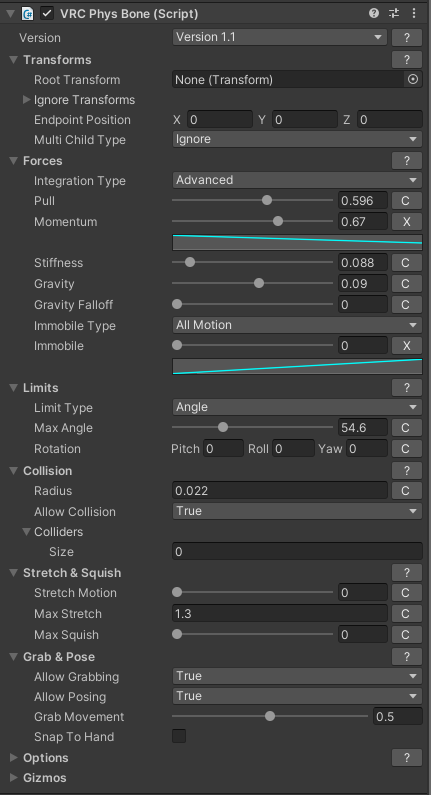 VRC Phys Bone (Script)
Version Version 1.1 ?
Transforms ?
Root Transform None (Transform)
Ignore Transforms
Endpoint Position X 0 Y 0 Z 0
Multi Child Type Ignore
Forces ?
Integration Type Advanced
Pull 0.596 C
Momentum 0.67 X
Stiffness 0.088 C
Gravity 0.09 C
Gravity Falloff 0 C
Immobile Type All Motion
Immobile 0 X
Limits ?
Limit Type Angle
Max Angle 54.6 C
Rotation Pitch 0 Roll 0 Yaw 0 C
Collision ?
Radius 0.022 C
Allow Collision True
Colliders
Size 0
Stretch & Squish ?
Stretch Motion 0 C
Max Stretch 1.3 C
Max Squish 0 C
Grab & Pose ?
Allow Grabbing True
Allow Posing True
Grab Movement 0.5
Snap To Hand
Options ?
Gizmos